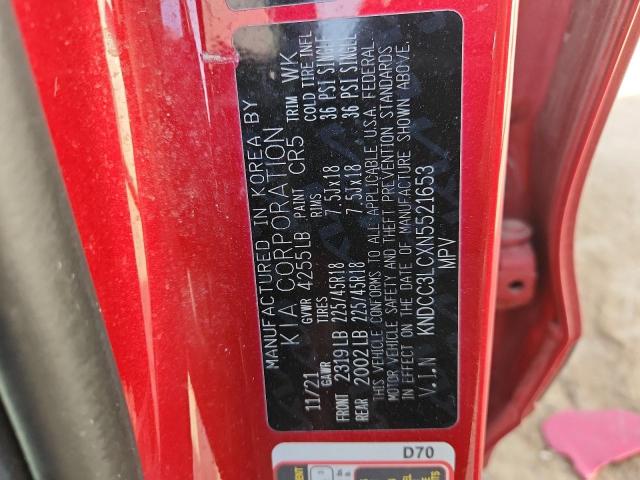 MANUFACTURED IN KOREA BY
KIA CORPORATION
11/21 GVWR 4255LB PAINT CR5 TRIM WK
GAWR TIRES RIMS COLD TIRE INFL
FRONT 2319LB 225/45R18 7.5JX18 36 PSI SINGLE
REAR 2002LB 225/45R18 7.5JX18 36 PSI SINGLE
THIS VEHICLE CONFORMS TO ALL APPLICABLE U.S.A. FEDERAL
MOTOR VEHICLE SAFETY AND THEFT PREVENTION STANDARDS
IN EFFECT ON THE DATE OF MANUFACTURE SHOWN ABOVE.
V.I.N KNDCC3LCXN5521653
MPV
D70